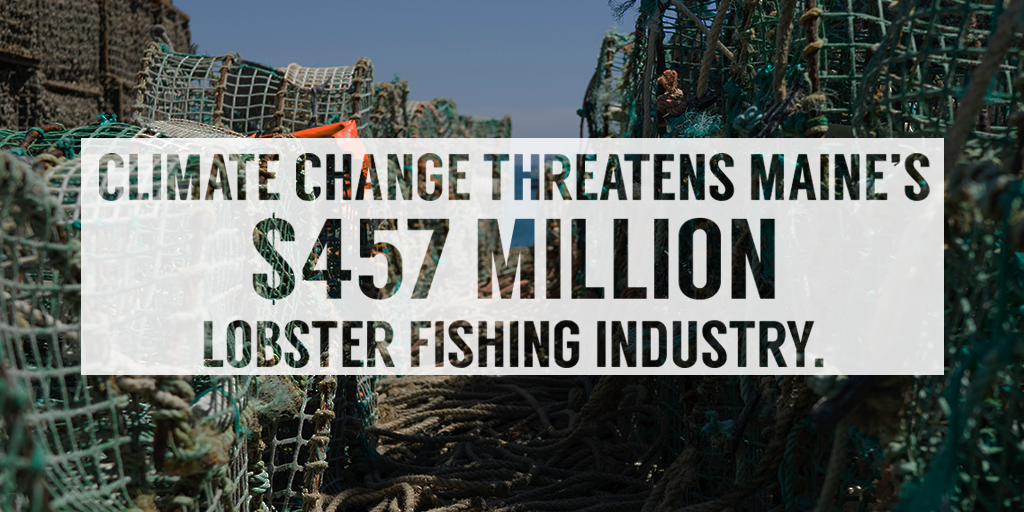 CLIMATE CHANGE THREATENS MAINE'S
$457 MILLION
LOBSTER FISHING INDUSTRY.